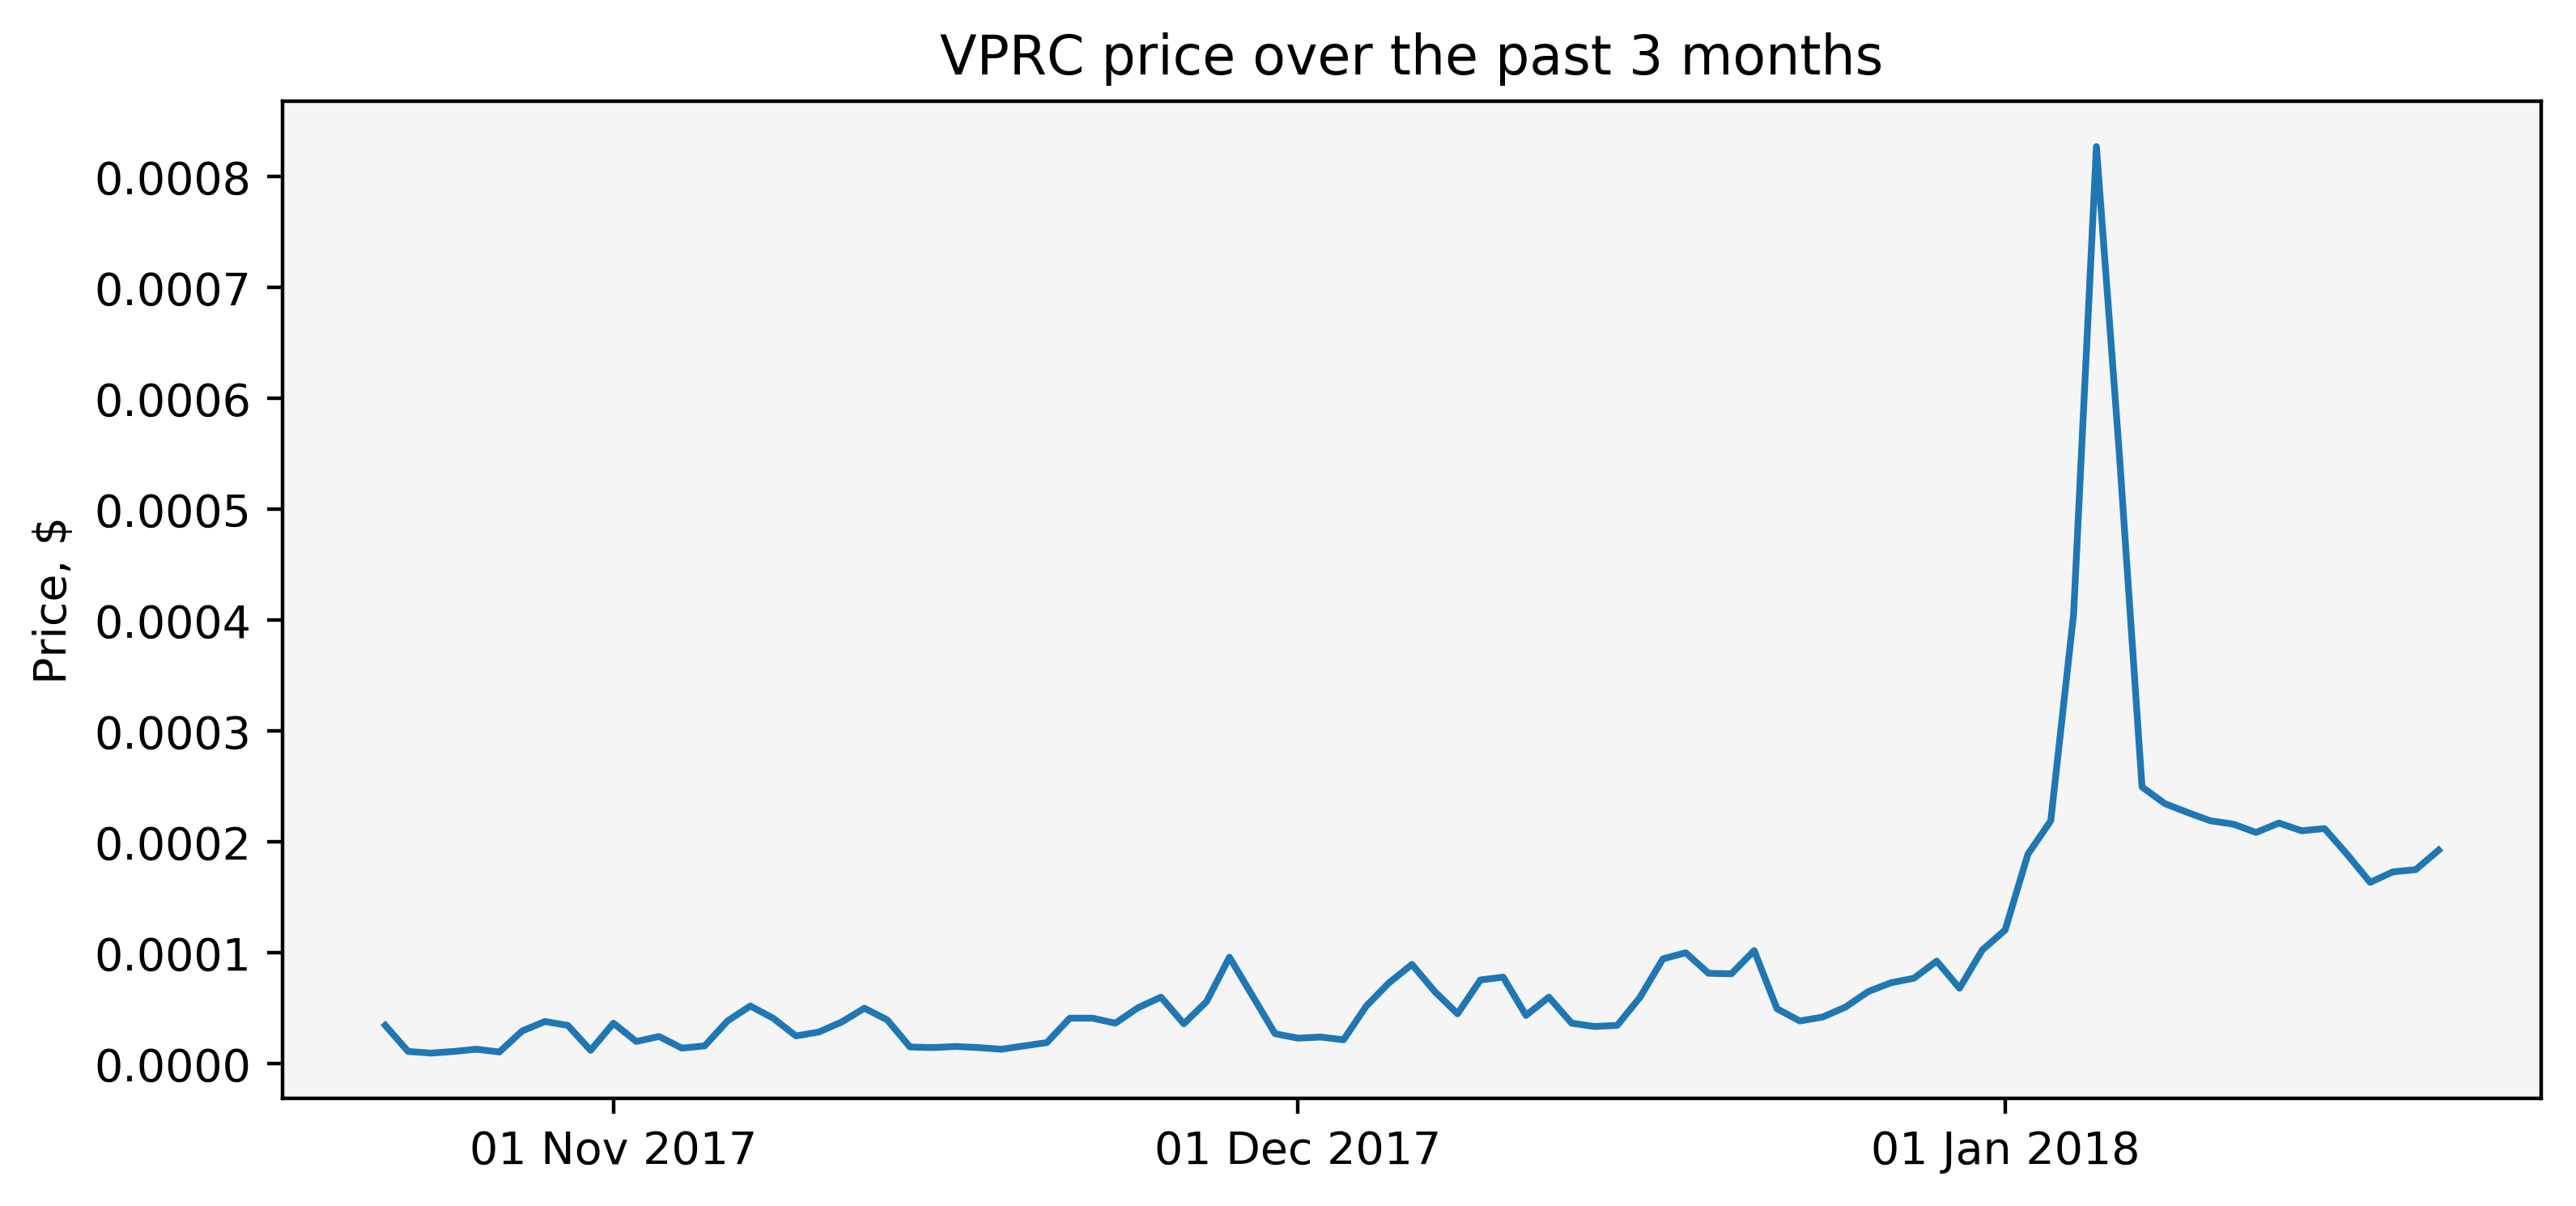 VPRC price over the past 3 months
Price, $
0.0008
0.0007
0.0006
0.0005
0.0004
0.0003
0.0002
0.0001
0.0000
01 Nov 2017
01 Dec 2017
01 Jan 2018